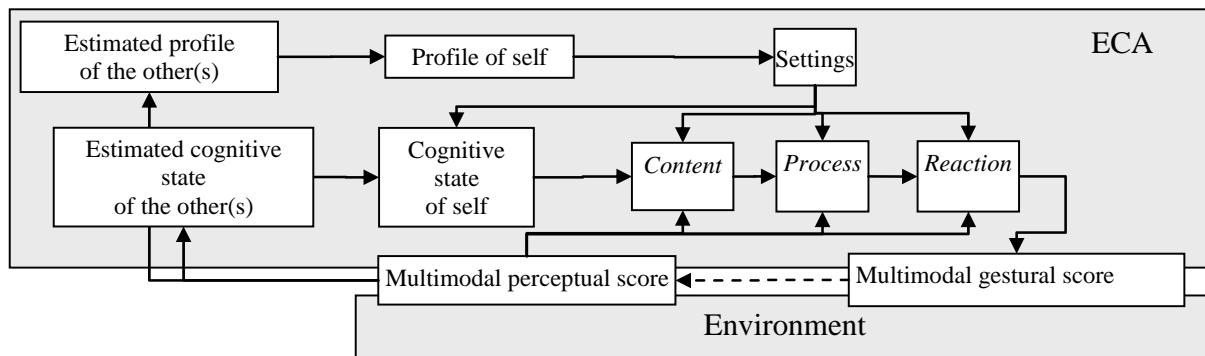 Estimated profile
of the other(s)
Profile of self
Settings
ECA
Estimated cognitive
state
of the other(s)
Cognitive
state
of self
Content
Process
Reaction
Multimodal perceptual score
Multimodal gestural score
Environment